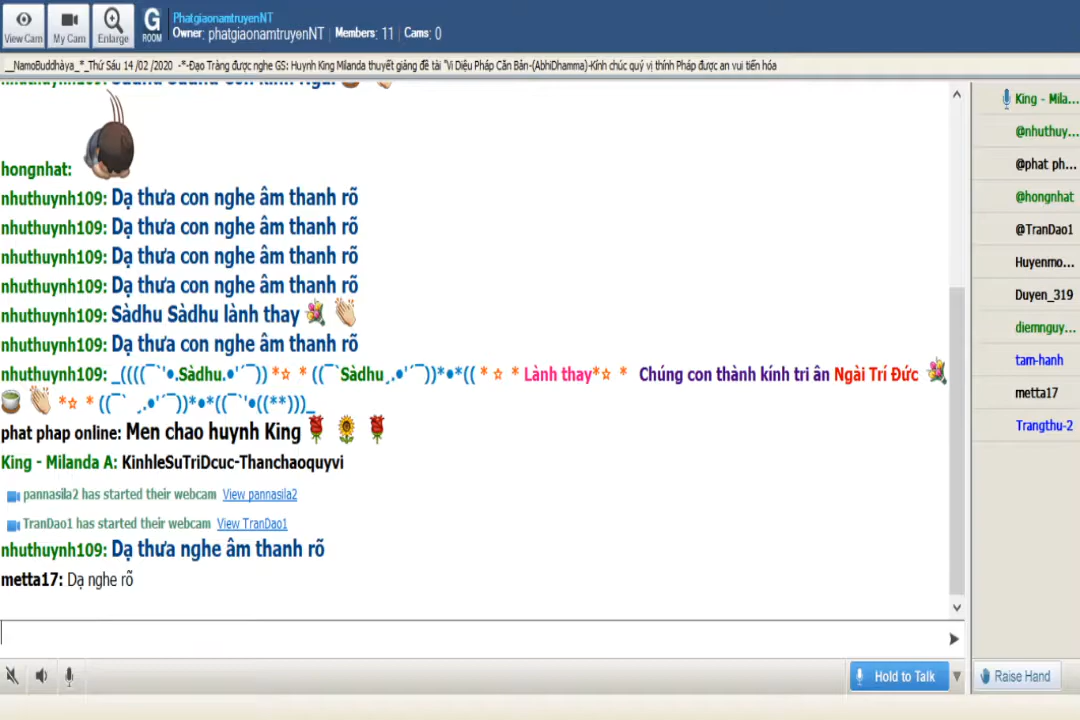 View Cam
My Cam
Enlarge
G
ROOM
PhatgiaonamtruyenNT
Owner: phatgiaonamtruyenNT Members: 11 Cams: 0
__NamoBuddhàya_*_Thứ Sáu 14 /02 /2020 -*-Đạo Tràng được nghe GS: Huynh King Milanda thuyết giảng đề tài "Vi Diệu Pháp Căn Bản-(AbhiDhamma)-Kính chúc quý vị thính Pháp được an vui tiến hóa
hongnhat:
nhuthuynh109: Dạ thưa con nghe âm thanh rõ
nhuthuynh109: Dạ thưa con nghe âm thanh rõ
nhuthuynh109: Dạ thưa con nghe âm thanh rõ
nhuthuynh109: Dạ thưa con nghe âm thanh rõ
nhuthuynh109: Sàdhu Sàdhu lành thay
nhuthuynh109: Dạ thưa con nghe âm thanh rõ
nhuthuynh109: _((((¯`'•.Sàdhu.•'´¯)) *☆ * ((¯`Sàdhu¸.•'´¯))*•*(( * ☆ * Lành thay*☆ * Chúng con thành kính tri ân Ngài Trí Đức
*☆ * ((¯` ¸.•'´¯))*•*((¯`'•((**)))_
phat phap online: Men chao huynh King
King - Milanda A: KinhleSuTriDcuc-Thanchaoquyvi
pannasila2 has started their webcam View pannasila2
TranDao1 has started their webcam View TranDao1
nhuthuynh109: Dạ thưa nghe âm thanh rõ
metta17: Dạ nghe rõ
King - Mila...
@nhuthuy...
@phat ph...
@hongnhat
@TranDao1
Huyenmo...
Duyen_319
diemnguy...
tam-hanh
metta17
Trangthu-2
Hold to Talk
Raise Hand